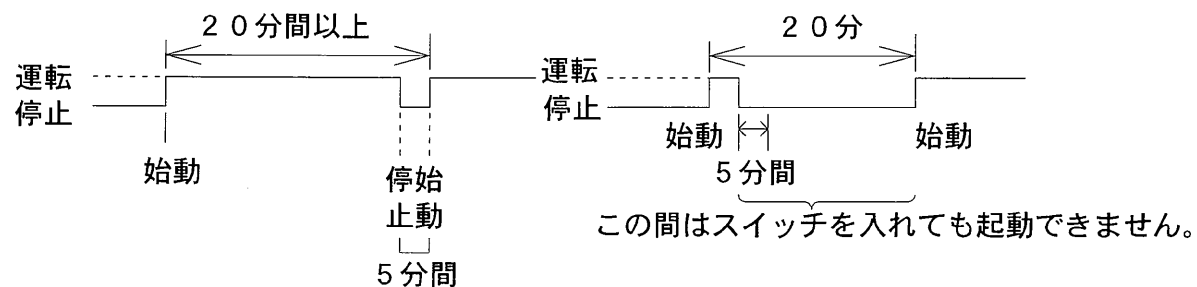 ２０分間以上
運転
停止
始動
停始
止動
５分間
２０分
運転
停止
始動
始動
５分間
この間はスイッチを入れても起動できません。